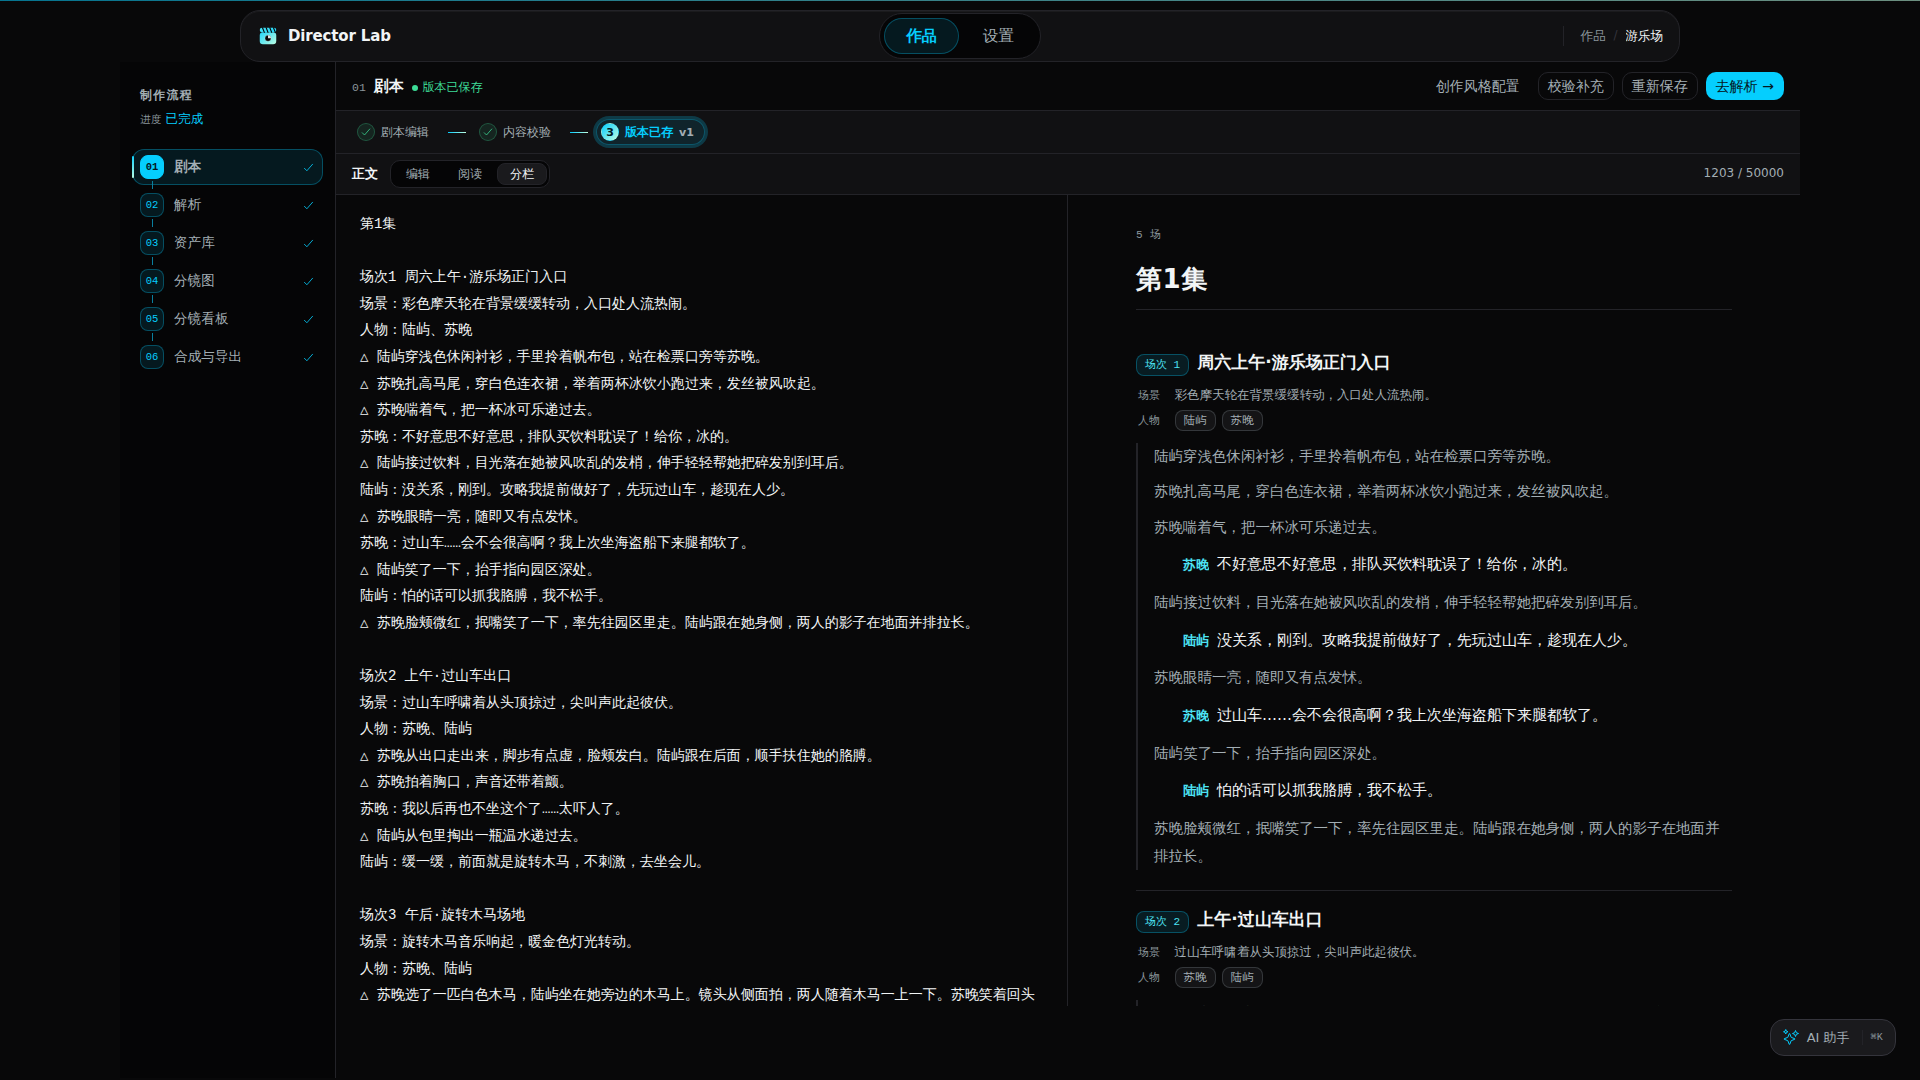 Director Lab
作品
设置
作品 / 游乐场
制作流程
进度 已完成
01 剧本
02 解析
03 资产库
04 分镜图
05 分镜看板
06 合成与导出
01 剧本 版本已保存
创作风格配置
校验补充
重新保存
去解析 →
剧本编辑
内容校验
3 版本已存 v1
正文
编辑
阅读
分栏
1203 / 50000
第1集
场次1 周六上午·游乐场正门入口
场景：彩色摩天轮在背景缓缓转动，入口处人流热闹。
人物：陆屿、苏晚
△ 陆屿穿浅色休闲衬衫，手里拎着帆布包，站在检票口旁等苏晚。
△ 苏晚扎高马尾，穿白色连衣裙，举着两杯冰饮小跑过来，发丝被风吹起。
△ 苏晚喘着气，把一杯冰可乐递过去。
苏晚：不好意思不好意思，排队买饮料耽误了！给你，冰的。
△ 陆屿接过饮料，目光落在她被风吹乱的发梢，伸手轻轻帮她把碎发别到耳后。
陆屿：没关系，刚到。攻略我提前做好了，先玩过山车，趁现在人少。
△ 苏晚眼睛一亮，随即又有点发怵。
苏晚：过山车……会不会很高啊？我上次坐海盗船下来腿都软了。
△ 陆屿笑了一下，抬手指向园区深处。
陆屿：怕的话可以抓我胳膊，我不松手。
△ 苏晚脸颊微红，抿嘴笑了一下，率先往园区里走。陆屿跟在她身侧，两人的影子在地面并排拉长。
场次2 上午·过山车出口
场景：过山车呼啸着从头顶掠过，尖叫声此起彼伏。
人物：苏晚、陆屿
△ 苏晚从出口走出来，脚步有点虚，脸颊发白。陆屿跟在后面，顺手扶住她的胳膊。
△ 苏晚拍着胸口，声音还带着颤。
苏晚：我以后再也不坐这个了……太吓人了。
△ 陆屿从包里掏出一瓶温水递过去。
陆屿：缓一缓，前面就是旋转木马，不刺激，去坐会儿。
场次3 午后·旋转木马场地
场景：旋转木马音乐响起，暖金色灯光转动。
人物：苏晚、陆屿
△ 苏晚选了一匹白色木马，陆屿坐在她旁边的木马上。镜头从侧面拍，两人随着木马一上一下。苏晚笑着回头
5 场
第1集
场次 1 周六上午·游乐场正门入口
场景 彩色摩天轮在背景缓缓转动，入口处人流热闹。
人物 陆屿 苏晚
陆屿穿浅色休闲衬衫，手里拎着帆布包，站在检票口旁等苏晚。
苏晚扎高马尾，穿白色连衣裙，举着两杯冰饮小跑过来，发丝被风吹起。
苏晚喘着气，把一杯冰可乐递过去。
苏晚 不好意思不好意思，排队买饮料耽误了！给你，冰的。
陆屿接过饮料，目光落在她被风吹乱的发梢，伸手轻轻帮她把碎发别到耳后。
陆屿 没关系，刚到。攻略我提前做好了，先玩过山车，趁现在人少。
苏晚眼睛一亮，随即又有点发怵。
苏晚 过山车……会不会很高啊？我上次坐海盗船下来腿都软了。
陆屿笑了一下，抬手指向园区深处。
陆屿 怕的话可以抓我胳膊，我不松手。
苏晚脸颊微红，抿嘴笑了一下，率先往园区里走。陆屿跟在她身侧，两人的影子在地面并
排拉长。
场次 2 上午·过山车出口
场景 过山车呼啸着从头顶掠过，尖叫声此起彼伏。
人物 苏晚 陆屿
AI 助手 ⌘K